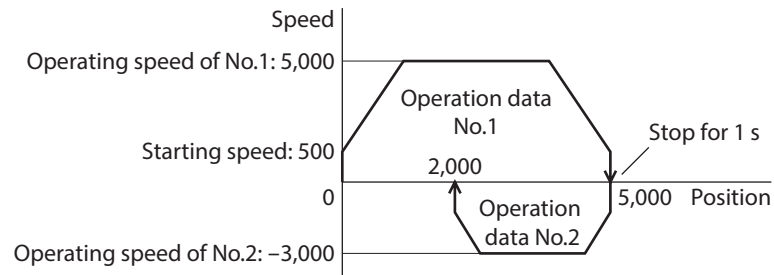 Speed
Operating speed of No.1: 5,000
Operation data
No.1
Stop for 1 s
Starting speed: 500
2,000
0
5,000 Position
Operation
data No.2
Operating speed of No.2: –3,000